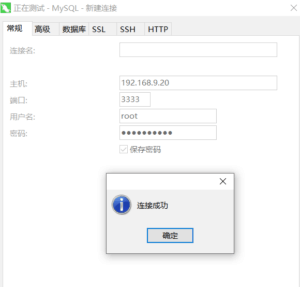 正在测试 - MySQL - 新建连接
常规 高级 数据库 SSL SSH HTTP
连接名:
主机: 192.168.9.20
端口: 3333
用户名: root
密码: ●●●●●●●●●●
保存密码
连接成功
确定